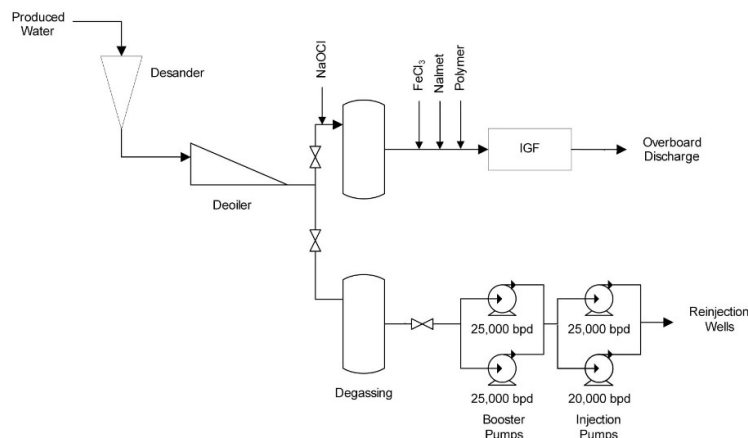 Produced
Water
Desander
NaOCl
FeCl₃
Nalmet
Polymer
IGF
Overboard
Discharge
Deoiler
25,000 bpd
25,000 bpd
Reinjection
Wells
Degassing
25,000 bpd
20,000 bpd
Booster
Pumps
Injection
Pumps